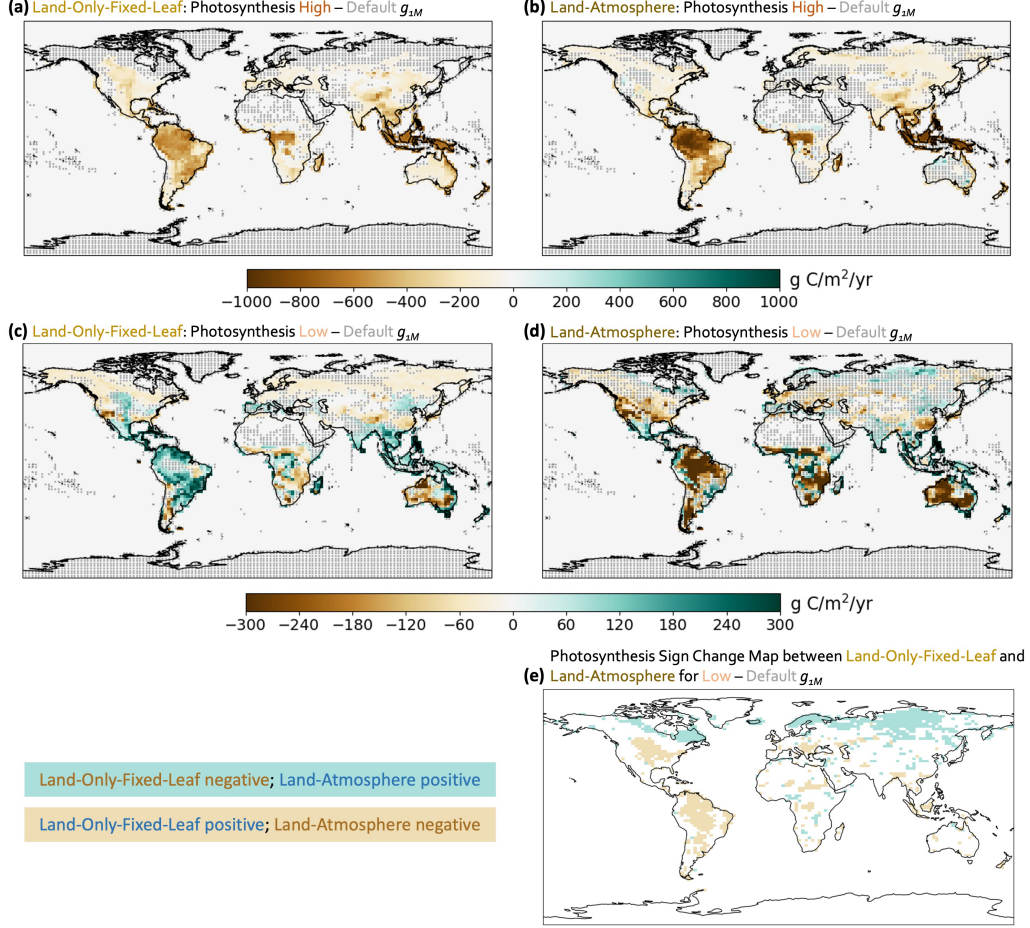 (a) Land-Only-Fixed-Leaf: Photosynthesis High – Default g1M
(b) Land-Atmosphere: Photosynthesis High – Default g1M
−1000 −800 −600 −400 −200 0 200 400 600 800 1000
g C/m²/yr
(c) Land-Only-Fixed-Leaf: Photosynthesis Low – Default g1M
(d) Land-Atmosphere: Photosynthesis Low – Default g1M
−300 −240 −180 −120 −60 0 60 120 180 240 300
g C/m²/yr
Photosynthesis Sign Change Map between Land-Only-Fixed-Leaf and
(e) Land-Atmosphere for Low – Default g1M
Land-Only-Fixed-Leaf negative; Land-Atmosphere positive
Land-Only-Fixed-Leaf positive; Land-Atmosphere negative